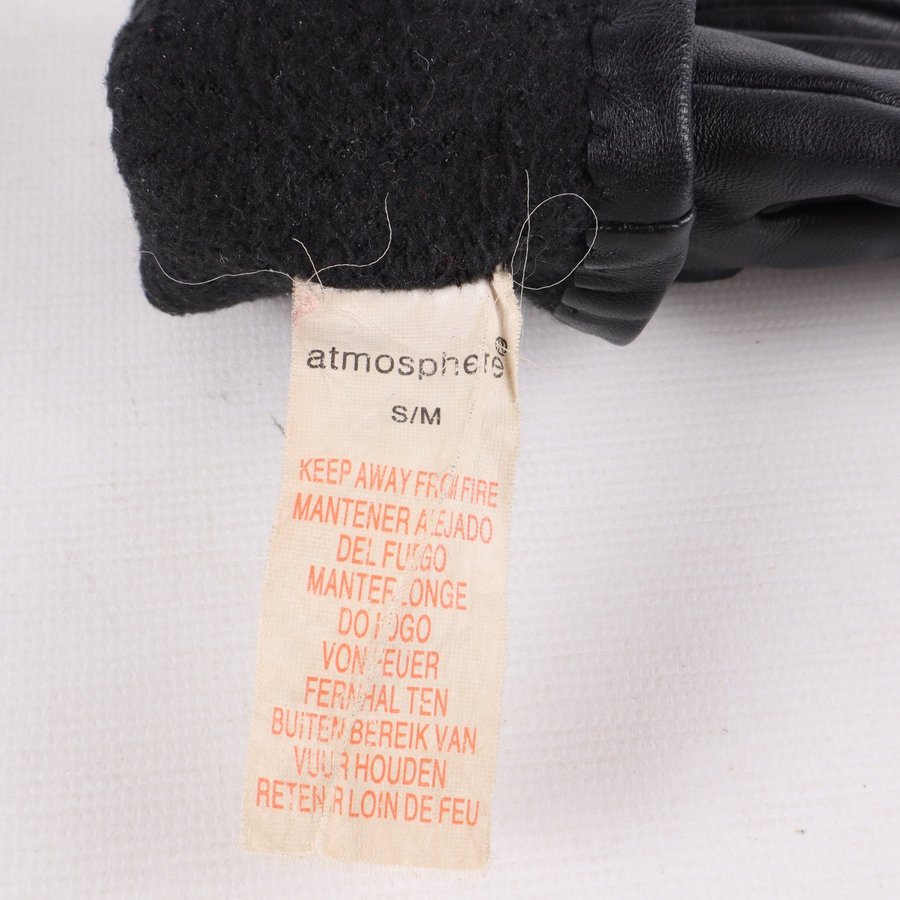 atmosphere®
S/M
KEEP AWAY FROM FIRE
MANTENER ALEJADO
DEL FUEGO
MANTER LONGE
DO FOGO
VON FEUER
FERNHALTEN
BUITEN BEREIK VAN
VUUR HOUDEN
RETENIR LOIN DE FEU